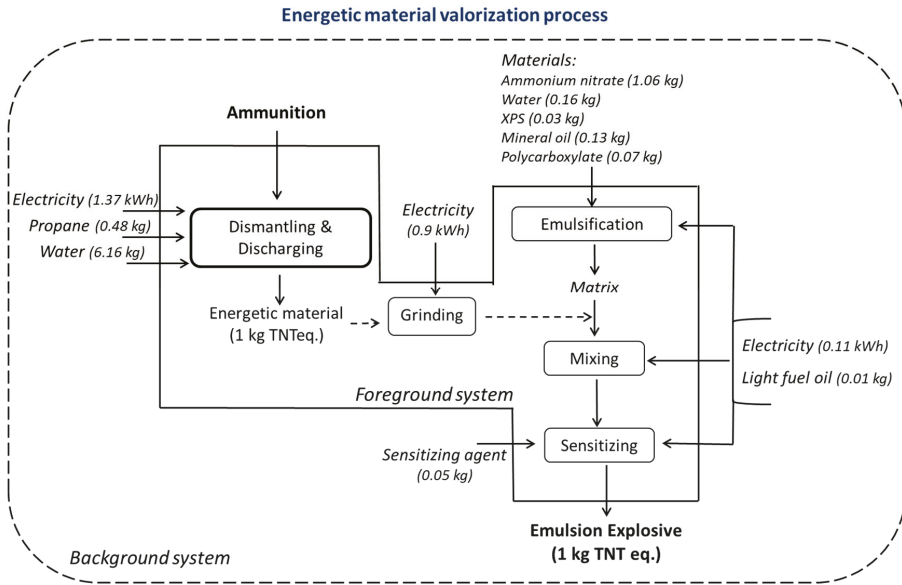 Energetic material valorization process
Materials:
Ammonium nitrate (1.06 kg)
Water (0.16 kg)
XPS (0.03 kg)
Mineral oil (0.13 kg)
Polycarboxylate (0.07 kg)
Ammunition
Electricity (1.37 kWh)
Propane (0.48 kg)
Water (6.16 kg)
Dismantling &
Discharging
Electricity
(0.9 kWh)
Emulsification
Matrix
Energetic material
(1 kg TNTeq.)
Grinding
Mixing
Electricity (0.11 kWh)
Light fuel oil (0.01 kg)
Foreground system
Sensitizing agent
(0.05 kg)
Sensitizing
Emulsion Explosive
(1 kg TNT eq.)
Background system